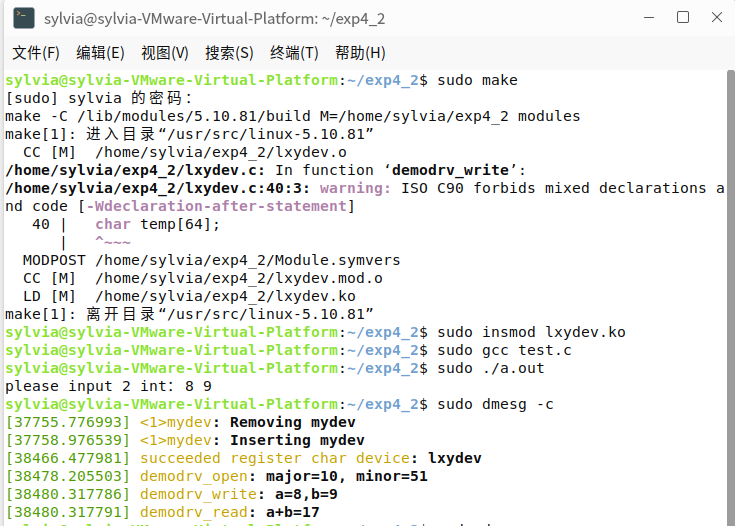 sylvia@sylvia-VMware-Virtual-Platform: ~/exp4_2
文件(F) 编辑(E) 视图(V) 搜索(S) 终端(T) 帮助(H)
sylvia@sylvia-VMware-Virtual-Platform:~/exp4_2$ sudo make
[sudo] sylvia 的密码：
make -C /lib/modules/5.10.81/build M=/home/sylvia/exp4_2 modules
make[1]: 进入目录“/usr/src/linux-5.10.81”
  CC [M]  /home/sylvia/exp4_2/lxydev.o
/home/sylvia/exp4_2/lxydev.c: In function ‘demodrv_write’:
/home/sylvia/exp4_2/lxydev.c:40:3: warning: ISO C90 forbids mixed declarations a
nd code [-Wdeclaration-after-statement]
   40 |   char temp[64];
      |   ^~~~
  MODPOST /home/sylvia/exp4_2/Module.symvers
  CC [M]  /home/sylvia/exp4_2/lxydev.mod.o
  LD [M]  /home/sylvia/exp4_2/lxydev.ko
make[1]: 离开目录“/usr/src/linux-5.10.81”
sylvia@sylvia-VMware-Virtual-Platform:~/exp4_2$ sudo insmod lxydev.ko
sylvia@sylvia-VMware-Virtual-Platform:~/exp4_2$ sudo gcc test.c
sylvia@sylvia-VMware-Virtual-Platform:~/exp4_2$ sudo ./a.out
please input 2 int: 8 9
sylvia@sylvia-VMware-Virtual-Platform:~/exp4_2$ sudo dmesg -c
[37755.776993] <1>mydev: Removing mydev
[37758.976539] <1>mydev: Inserting mydev
[38466.477981] succeeded register char device: lxydev
[38478.205503] demodrv_open: major=10, minor=51
[38480.317786] demodrv_write: a=8,b=9
[38480.317791] demodrv_read: a+b=17